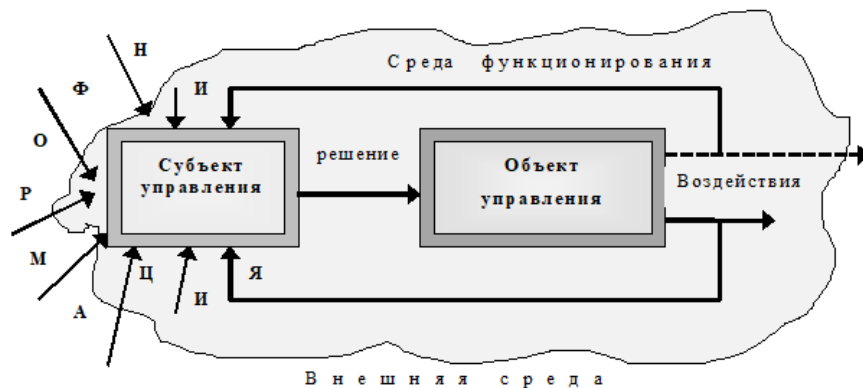 Н
Ф
И
Среда функционирования
О
Субъект
управления
решение
Объект
управления
Воздействия
Р
М
Ц
Я
А
И
Внешняя среда